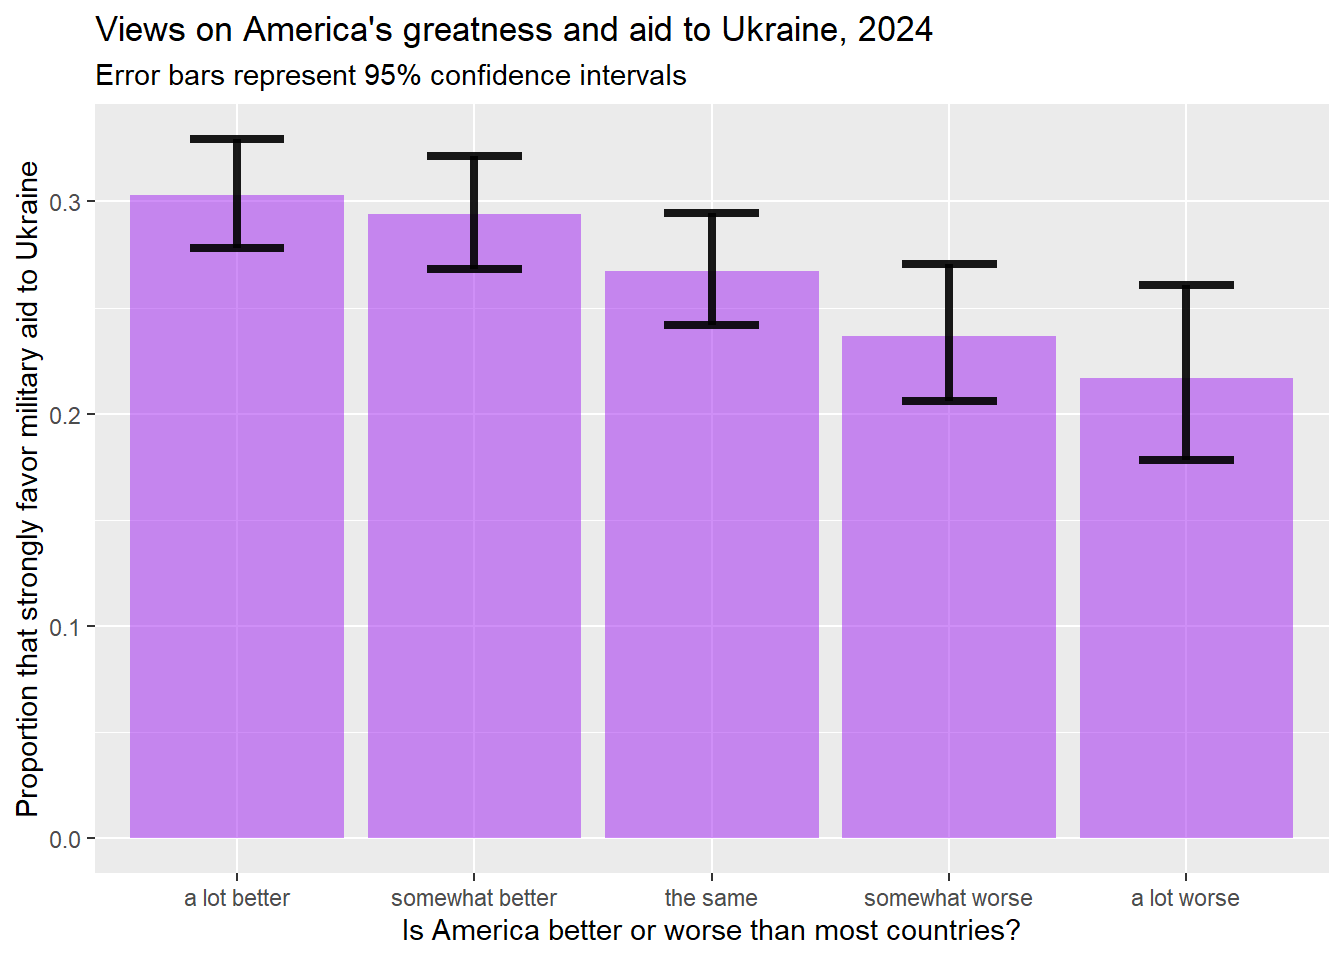 Views on America's greatness and aid to Ukraine, 2024
Error bars represent 95% confidence intervals
Proportion that strongly favor military aid to Ukraine
0.3
0.2
0.1
0.0
a lot better
somewhat better
the same
somewhat worse
a lot worse
Is America better or worse than most countries?